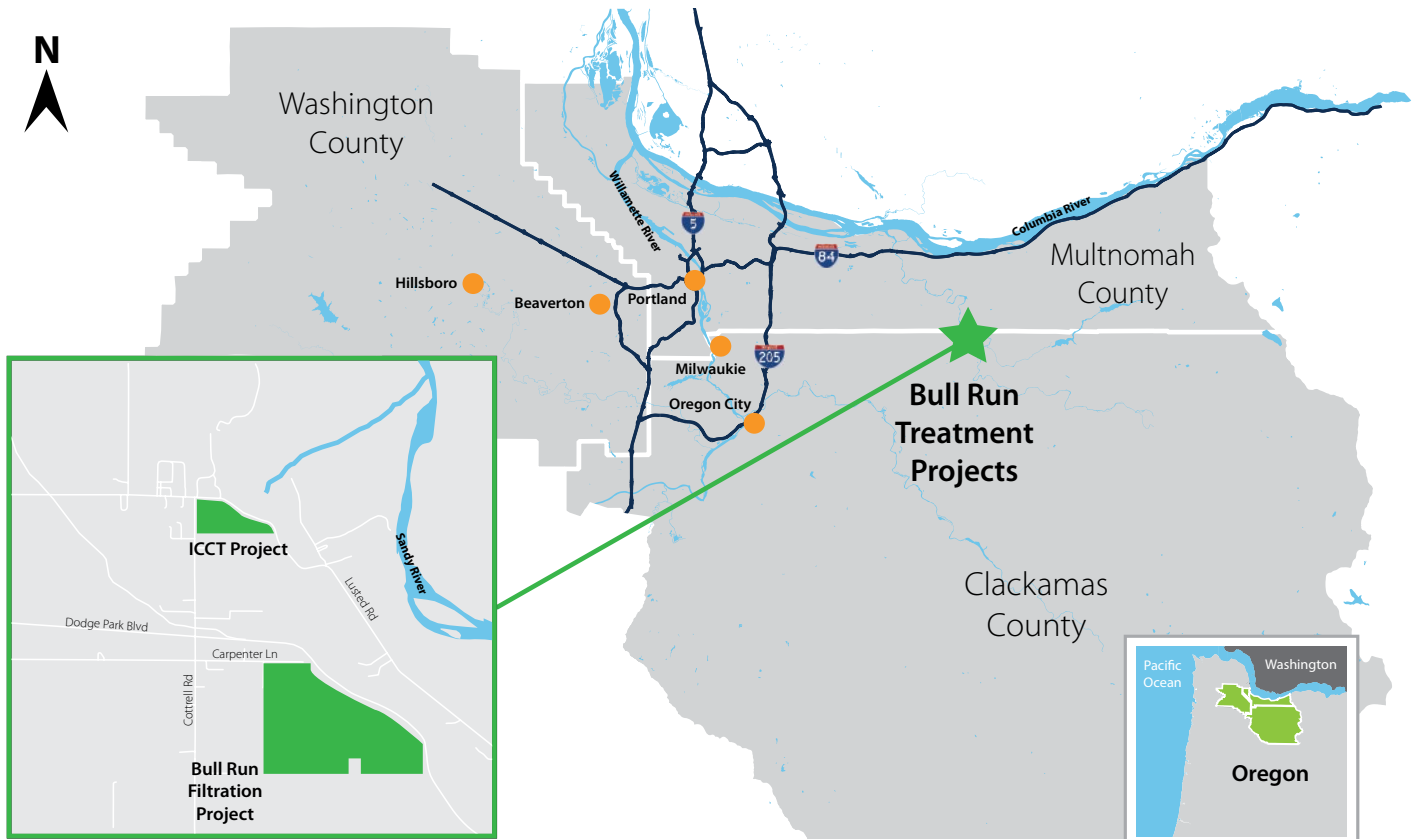 N
Washington
County
Willamette River
5
84
Columbia River
Multnomah
County
Hillsboro
Beaverton
Portland
Milwaukie
205
Oregon City
Bull Run
Treatment
Projects
Clackamas
County
ICCT Project
Sandy River
Lusted Rd
Dodge Park Blvd
Carpenter Ln
Cottrell Rd
Bull Run
Filtration
Project
Pacific
Ocean
Washington
Oregon